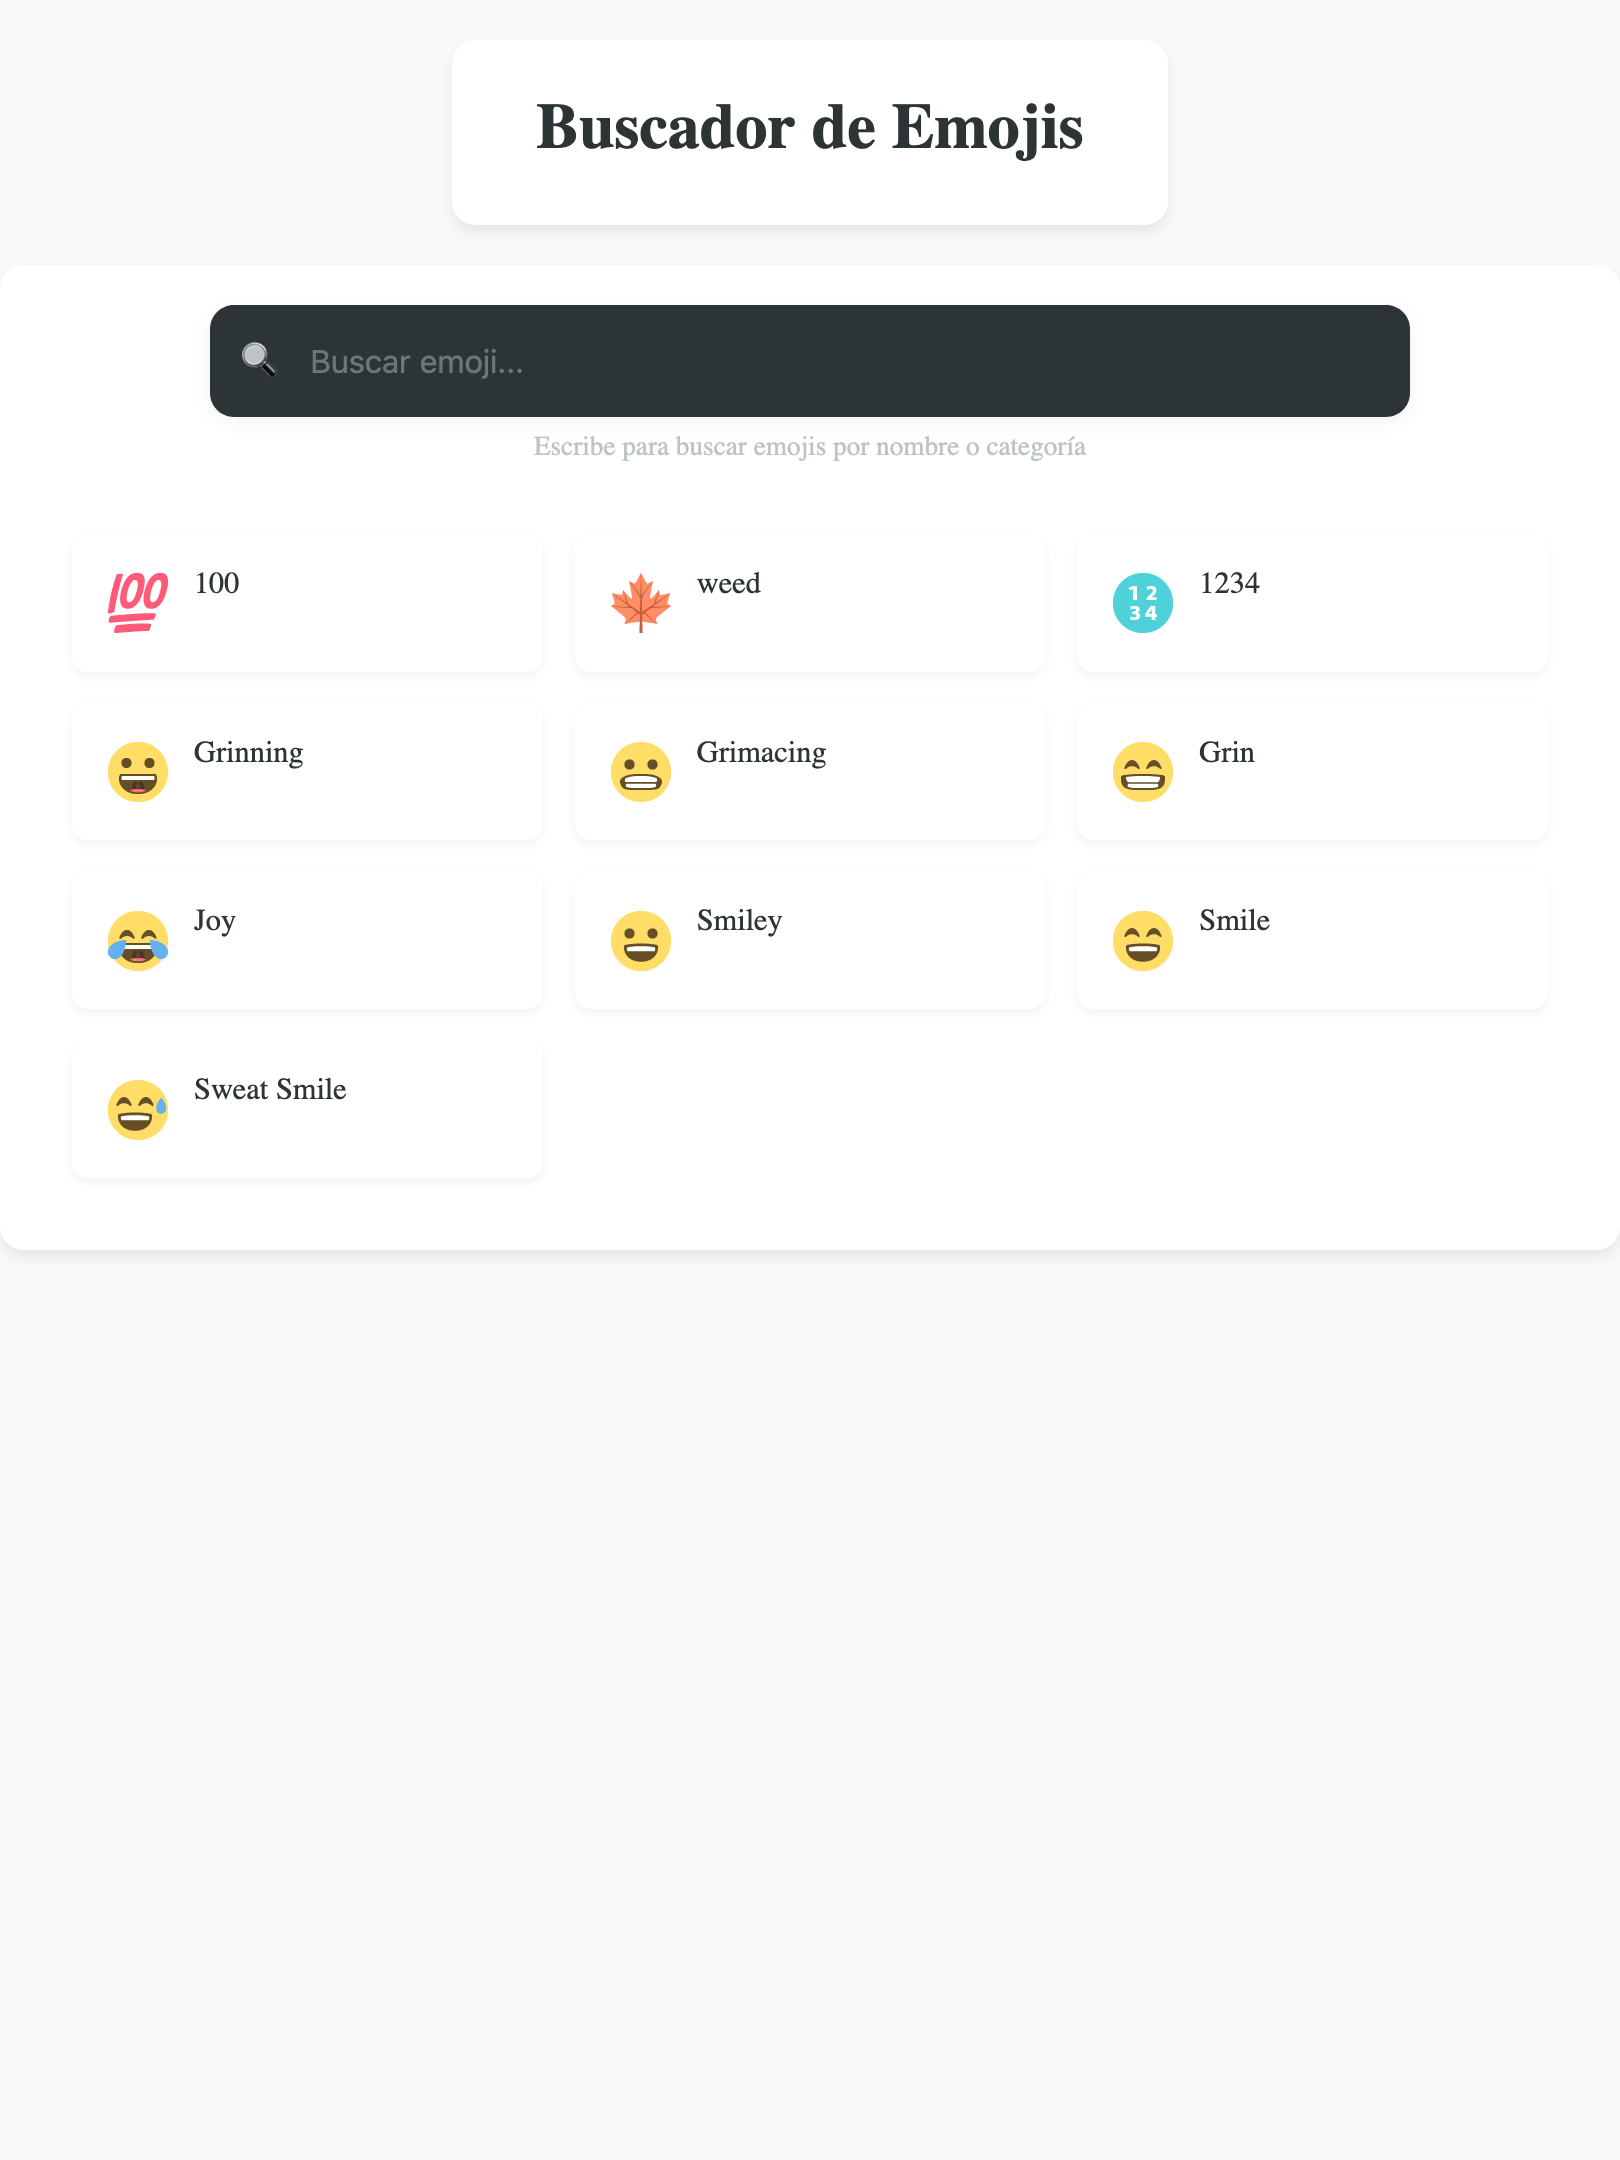 Buscador de Emojis
🔍 Buscar emoji...
Escribe para buscar emojis por nombre o categoría
💯 100
🍁 weed
🔢 1234
Grinning
Grimacing
Grin
Joy
Smiley
Smile
Sweat Smile